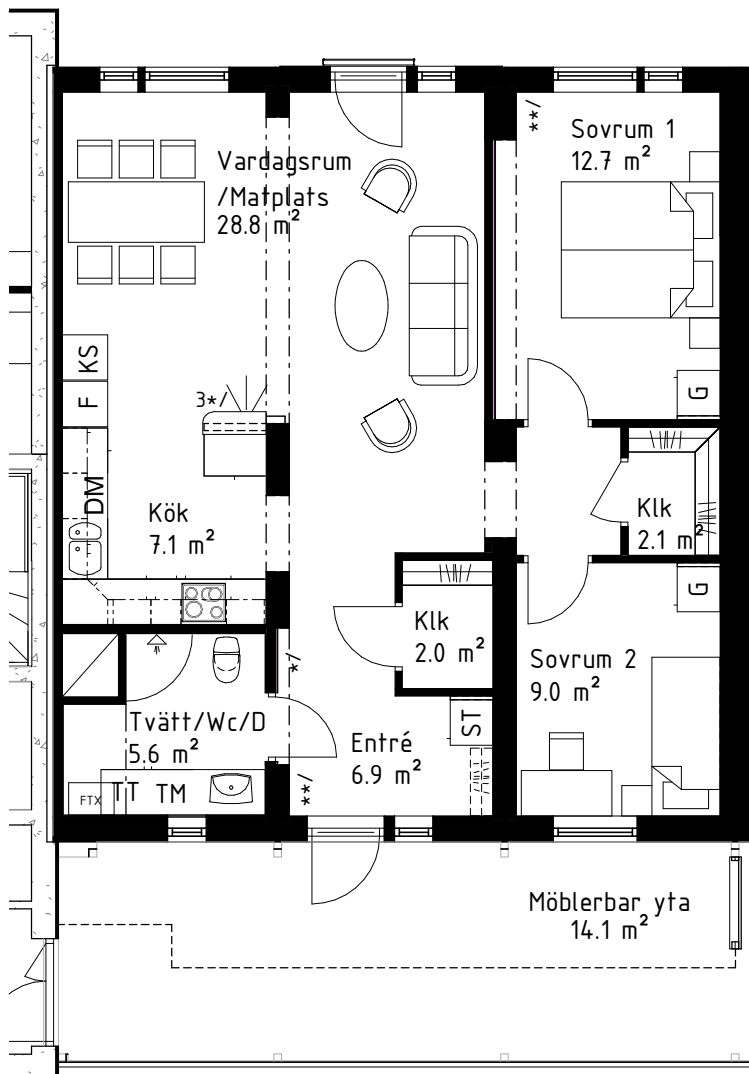 **/
Sovrum 1
12.7 m²
Vardagsrum
/Matplats
28.8 m²
KS
F
3*/
G
DM
Kök
7.1 m²
Klk
2.1 m²
G
Klk
2.0 m²
Sovrum 2
9.0 m²
*/
Tvätt/Wc/D
5.6 m²
ST
Entré
6.9 m²
FTX
TT
TM
**/
Möblerbar yta
14.1 m²